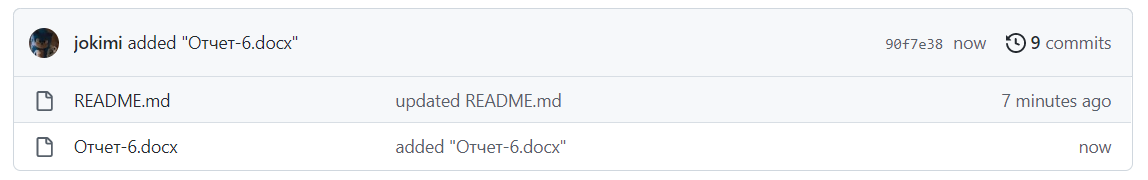 jokimi added "Отчет-6.docx" 90f7e38 now 9 commits
README.md updated README.md 7 minutes ago
Отчет-6.docx added "Отчет-6.docx" now